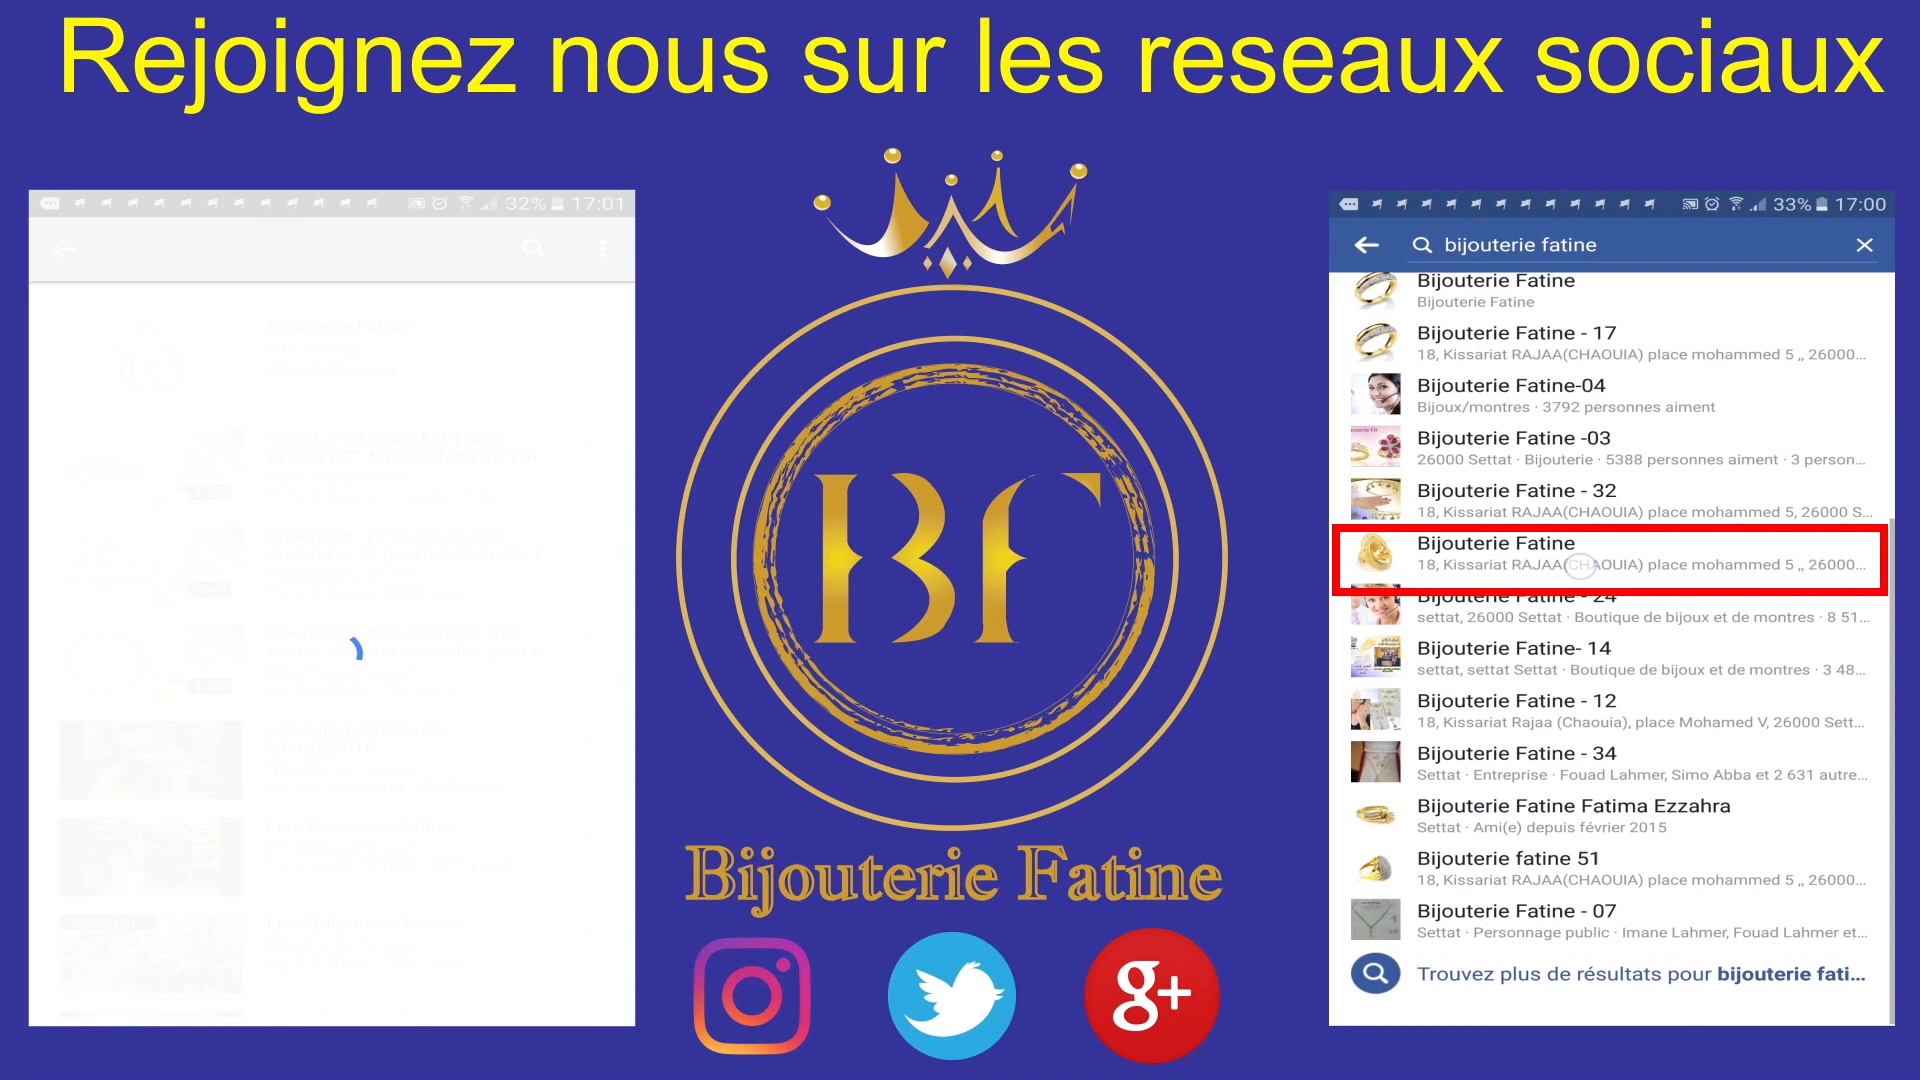 Rejoignez nous sur les reseaux sociaux
32% 17:01
Bijouterie Fatine
BF
Bijouterie Fatine
g+
33% 17:00
bijouterie fatine
Bijouterie Fatine
Bijouterie Fatine
Bijouterie Fatine - 17
18, Kissariat RAJAA(CHAOUIA) place mohammed 5 ,, 26000...
Bijouterie Fatine-04
Bijoux/montres · 3792 personnes aiment
Bijouterie Fatine -03
26000 Settat · Bijouterie · 5388 personnes aiment · 3 person...
Bijouterie Fatine - 32
18, Kissariat RAJAA(CHAOUIA) place mohammed 5, 26000 S...
Bijouterie Fatine
18, Kissariat RAJAA(CHAOUIA) place mohammed 5 ,, 26000...
Bijouterie Fatine - 24
settat, 26000 Settat · Boutique de bijoux et de montres · 8 51...
Bijouterie Fatine- 14
settat, settat Settat · Boutique de bijoux et de montres · 3 48...
Bijouterie Fatine - 12
18, Kissariat Rajaa (Chaouia), place Mohamed V, 26000 Sett...
Bijouterie Fatine - 34
Settat · Entreprise · Fouad Lahmer, Simo Abba et 2 631 autre...
Bijouterie Fatine Fatima Ezzahra
Settat · Ami(e) depuis février 2015
Bijouterie fatine 51
18, Kissariat RAJAA(CHAOUIA) place mohammed 5 ,, 26000...
Bijouterie Fatine - 07
Settat · Personnage public · Imane Lahmer, Fouad Lahmer et...
Trouvez plus de résultats pour bijouterie fati...